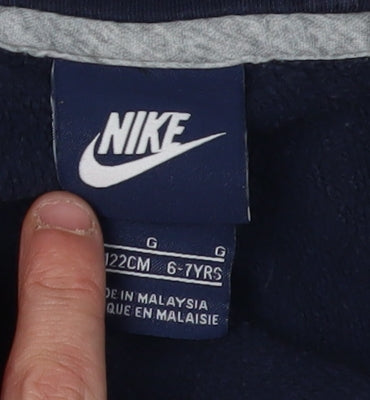 NIKE
G G
122CM 6-7YRS
DE IN MALAYSIA
QUE EN MALAISIE